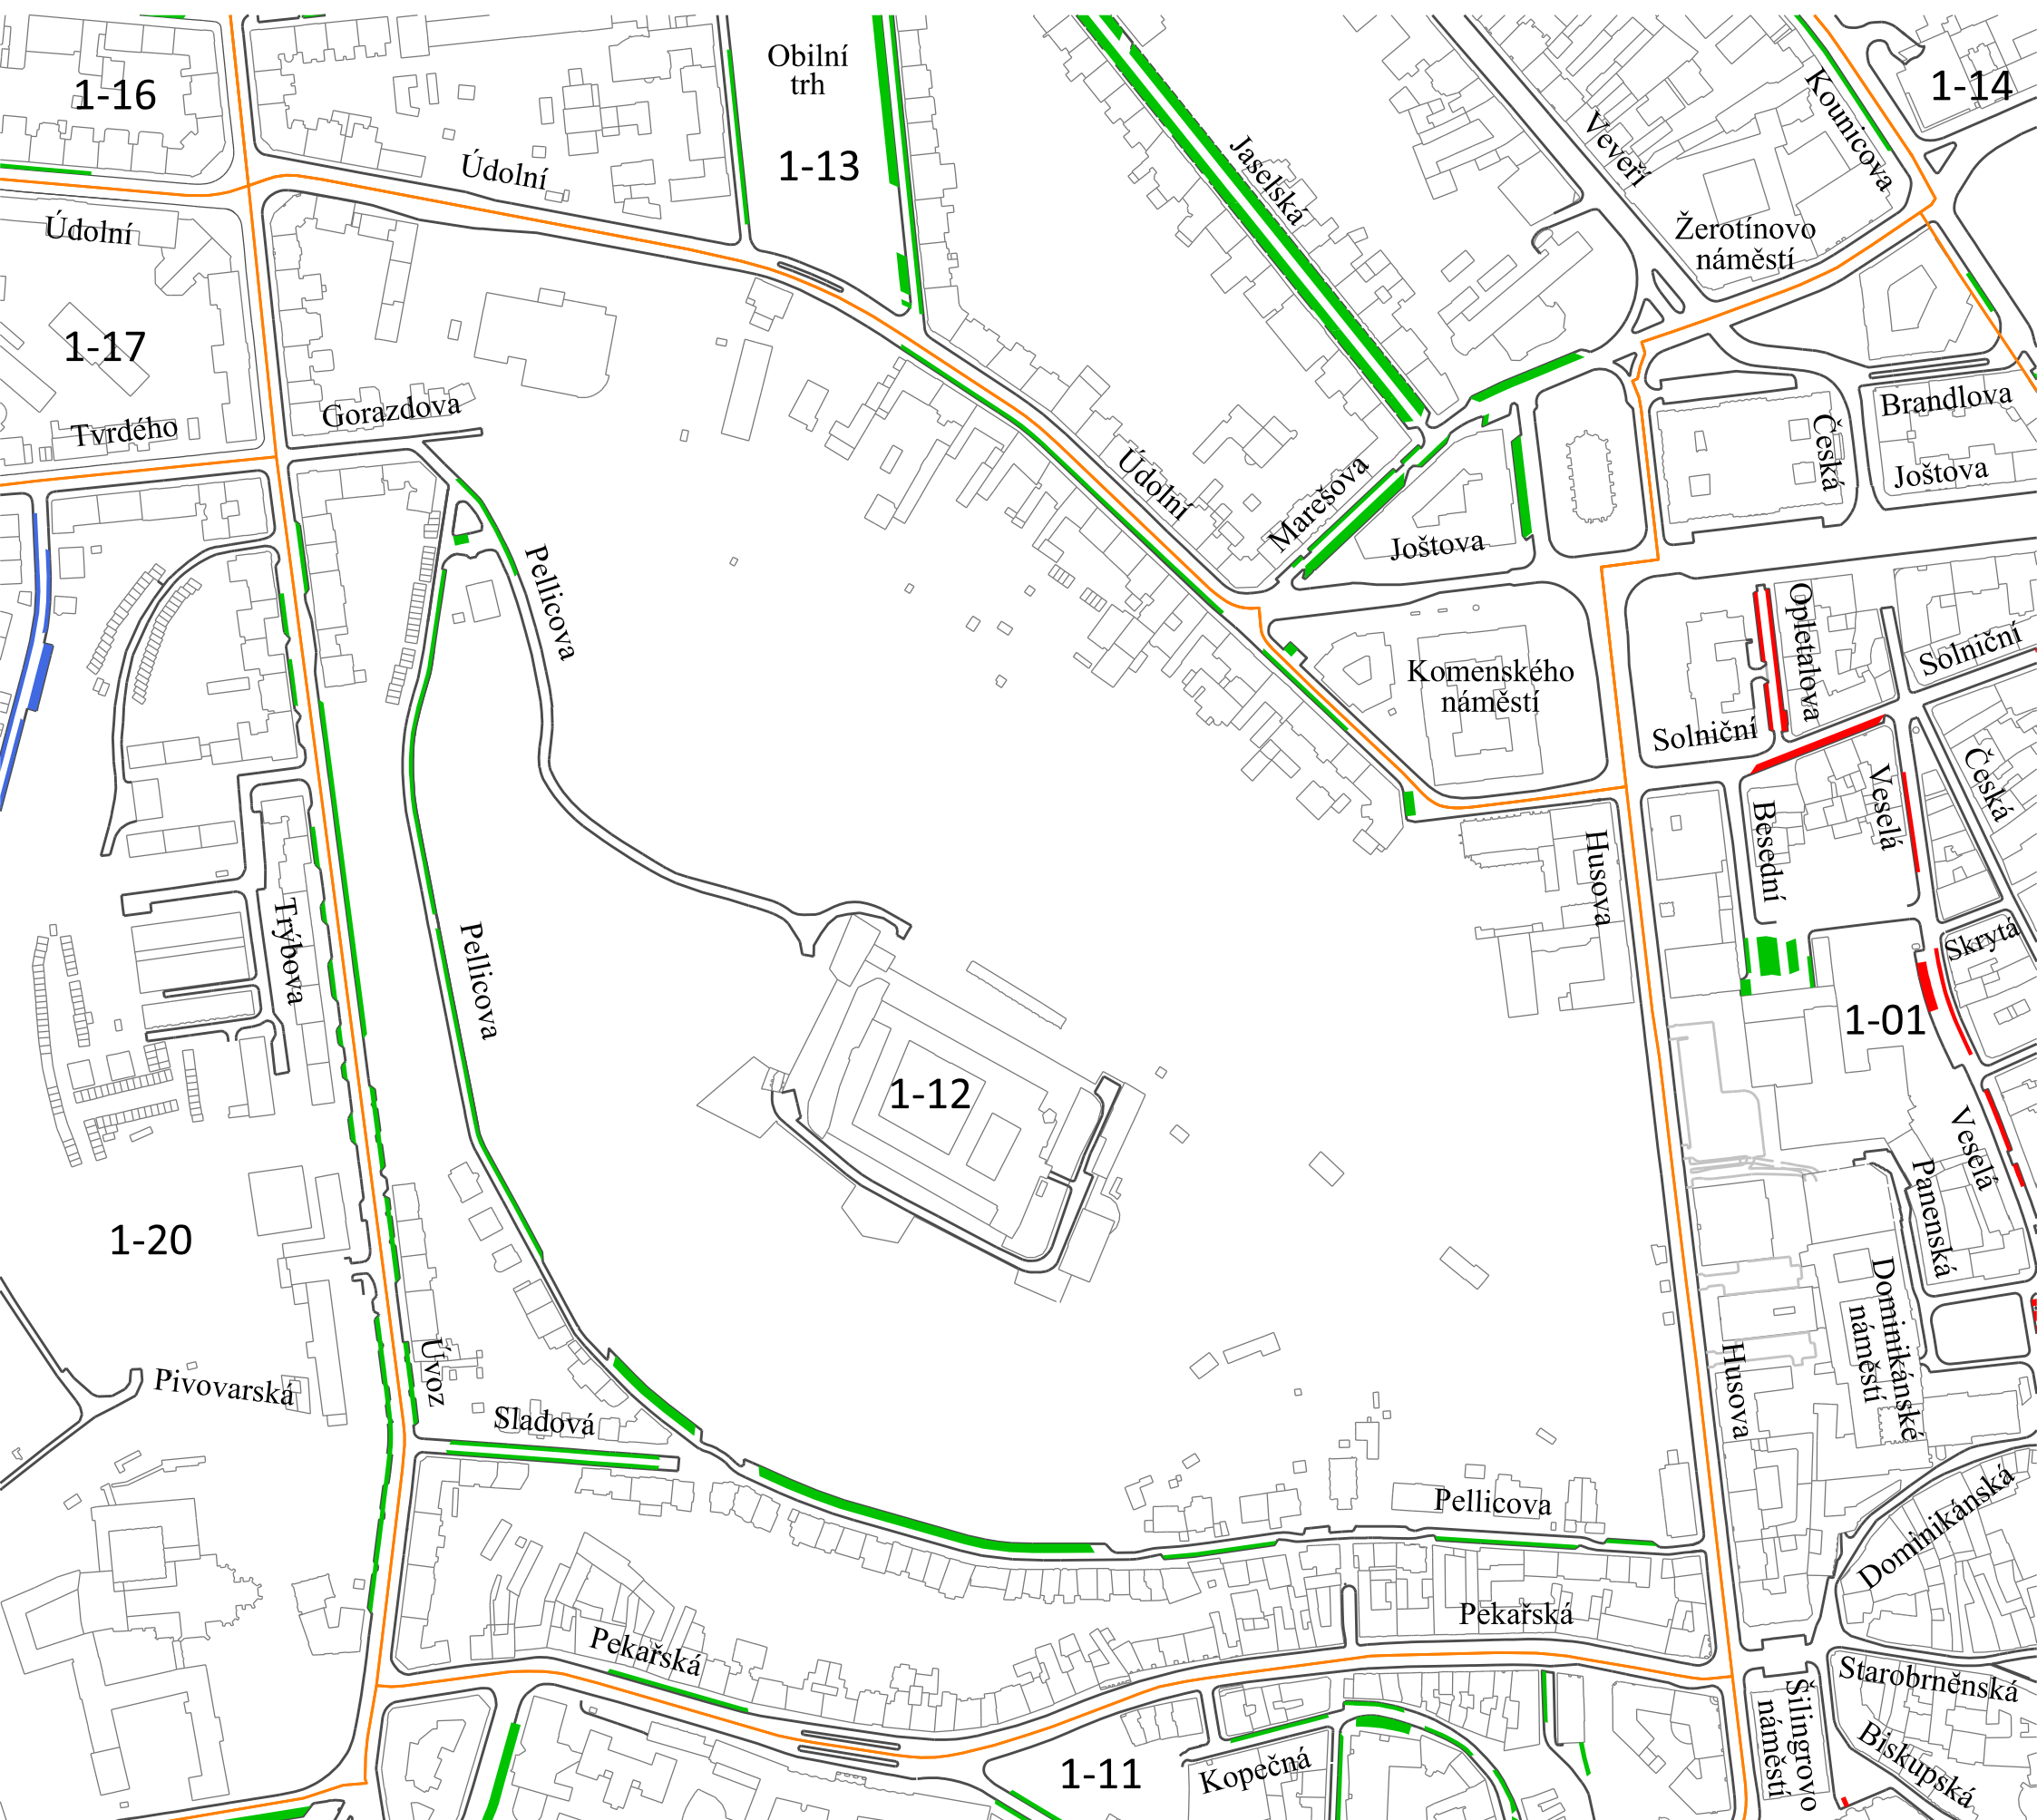 Obilní
trh
1-16
1-14
Kounicova
Veveří
Jaselská
1-13
Údolní
Údolní
Žerotínovo
náměstí
1-17
Gorazdova
Tvrdého
Brandlova
Česká
Joštova
Údolní
Marešova
Joštova
Pellicova
Opletalova
Solniční
Komenského
náměstí
Solniční
Česká
Veselá
Besední
Husova
Trýbova
Pellicova
Skrytá
1-01
1-12
Veselá
Panenská
1-20
Dominikánské
náměstí
Úvoz
Husova
Pivovarská
Sladová
Pellicova
Dominikánská
Pekařská
Pekařská
Starobrněnská
Šilingrovo
náměstí
Biskupská
1-11
Kopečná